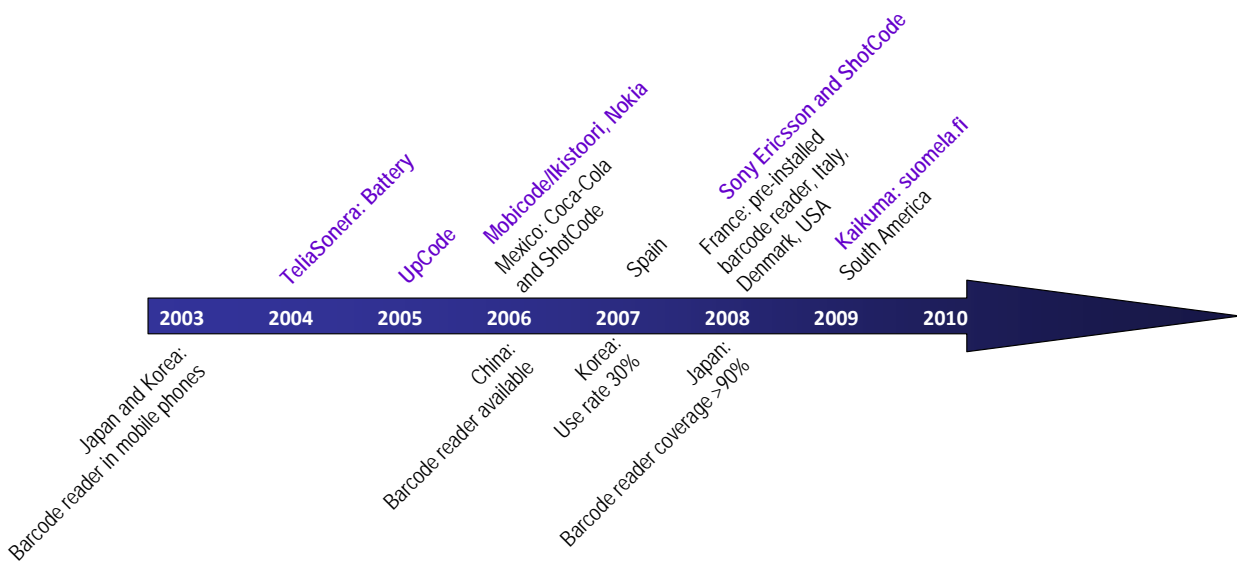 TeliaSonera: Battery
UpCode
Mobicode/Ikistoori, Nokia
Mexico: Coca-Cola
and ShotCode
Spain
Sony Ericsson and ShotCode
France: pre-installed
barcode reader, Italy,
Denmark, USA
Kaikuma: suomela.fi
South America
2003 2004 2005 2006 2007 2008 2009 2010
Japan and Korea:
Barcode reader in mobile phones
China:
Barcode reader available
Korea:
Use rate 30%
Japan:
Barcode reader coverage >90%